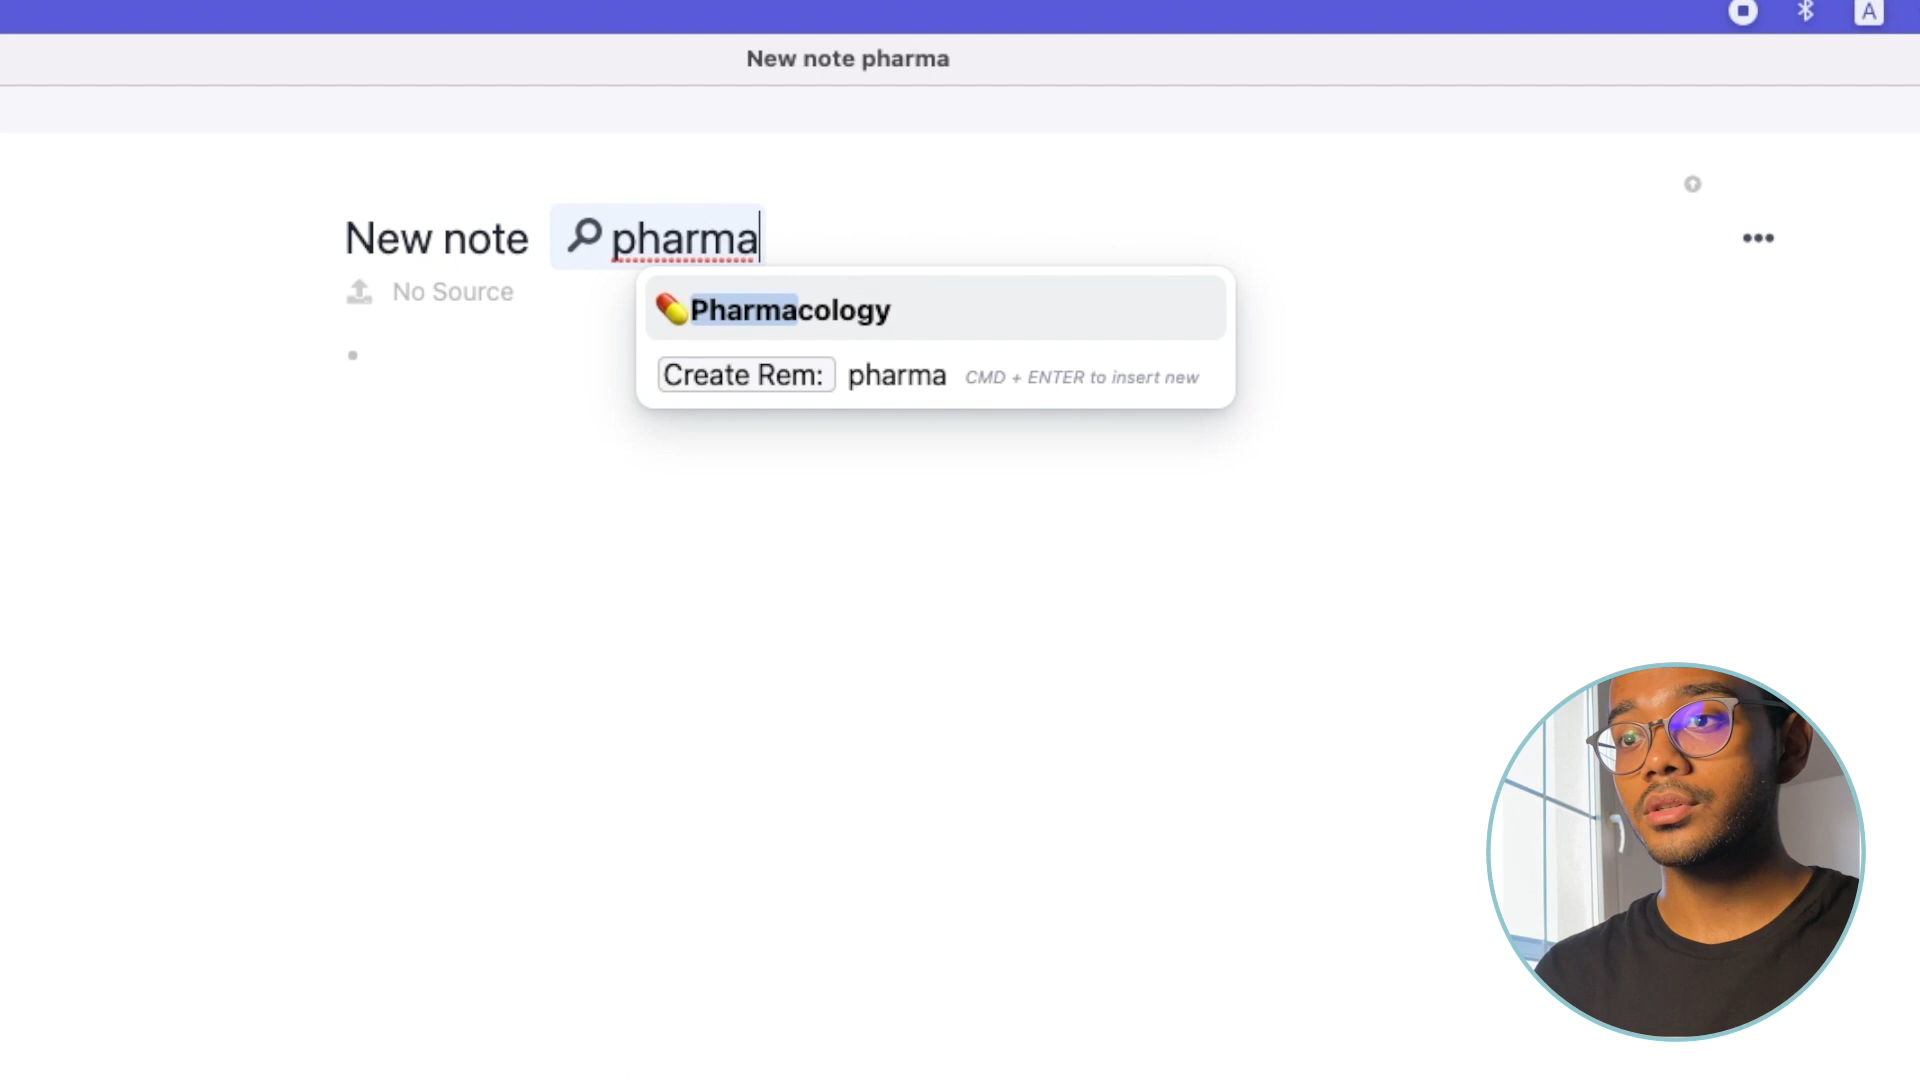 A
New note pharma
New note pharma
No Source
Pharmacology
Create Rem: pharma CMD + ENTER to insert new